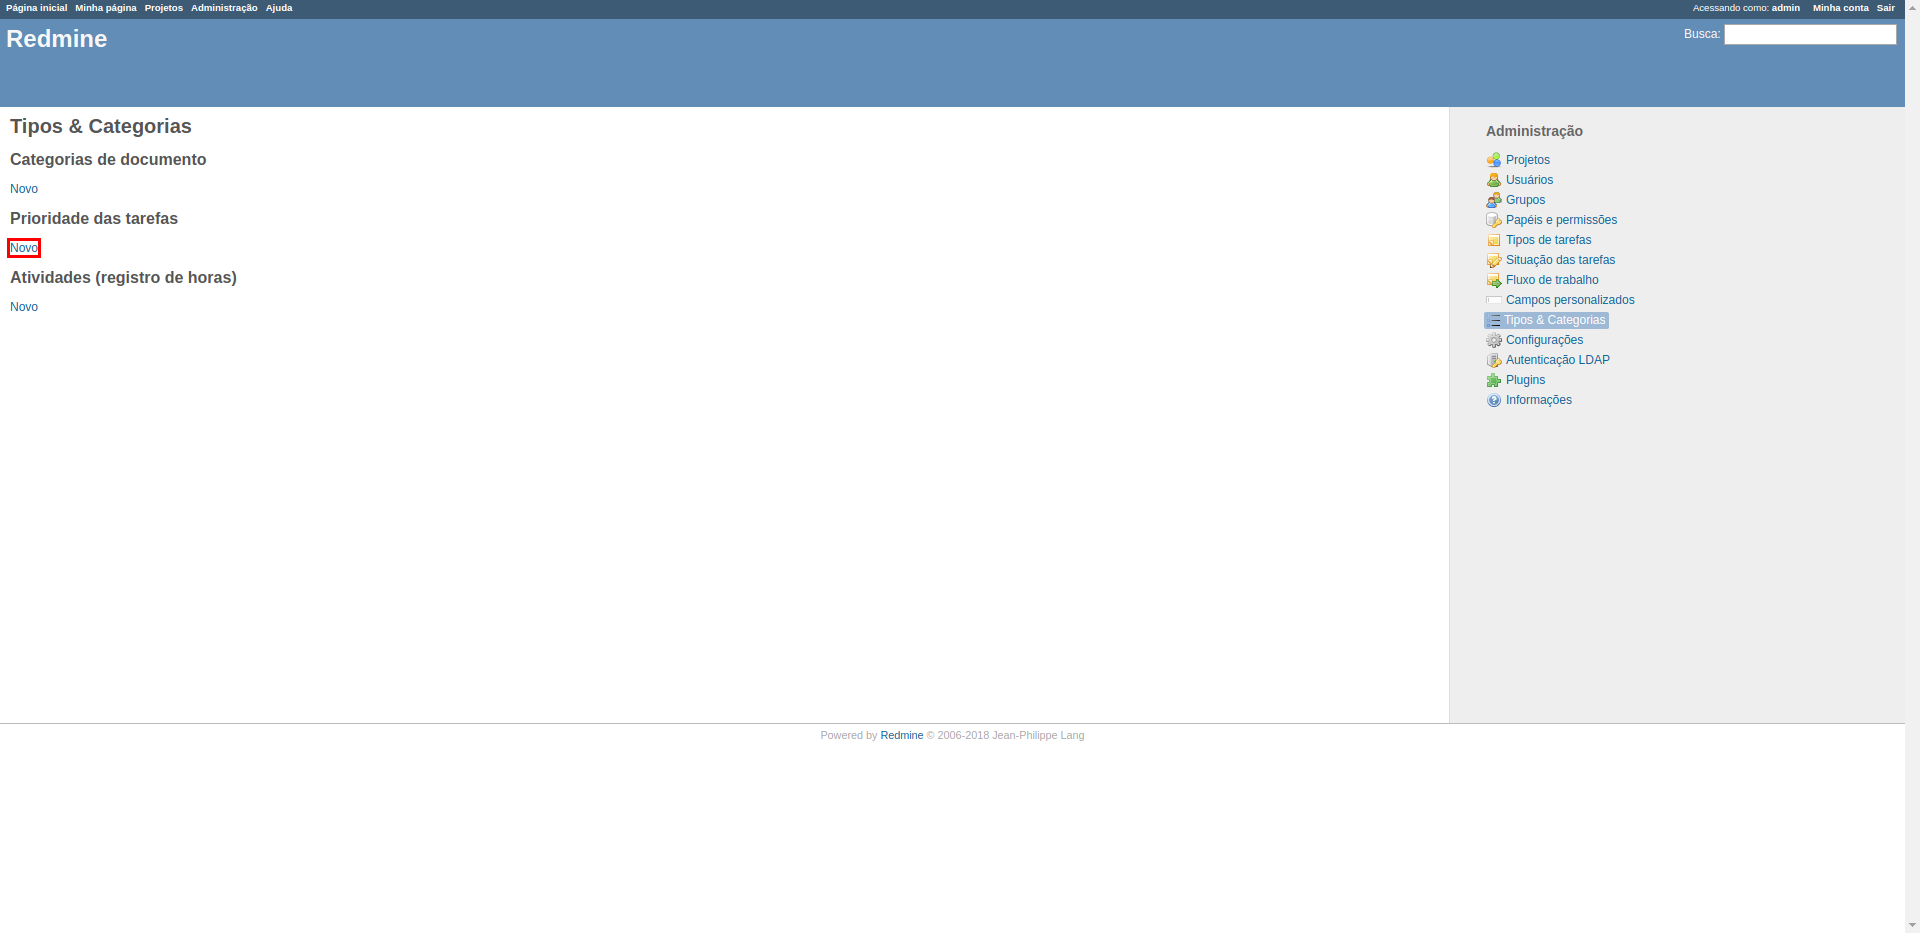 Página inicial Minha página Projetos Administração Ajuda
Acessando como: admin Minha conta Sair
Redmine
Busca:
Tipos & Categorias
Categorias de documento
Novo
Prioridade das tarefas
Novo
Atividades (registro de horas)
Novo
Administração
Projetos
Usuários
Grupos
Papéis e permissões
Tipos de tarefas
Situação das tarefas
Fluxo de trabalho
Campos personalizados
Tipos & Categorias
Configurações
Autenticação LDAP
Plugins
Informações
Powered by Redmine © 2006-2018 Jean-Philippe Lang